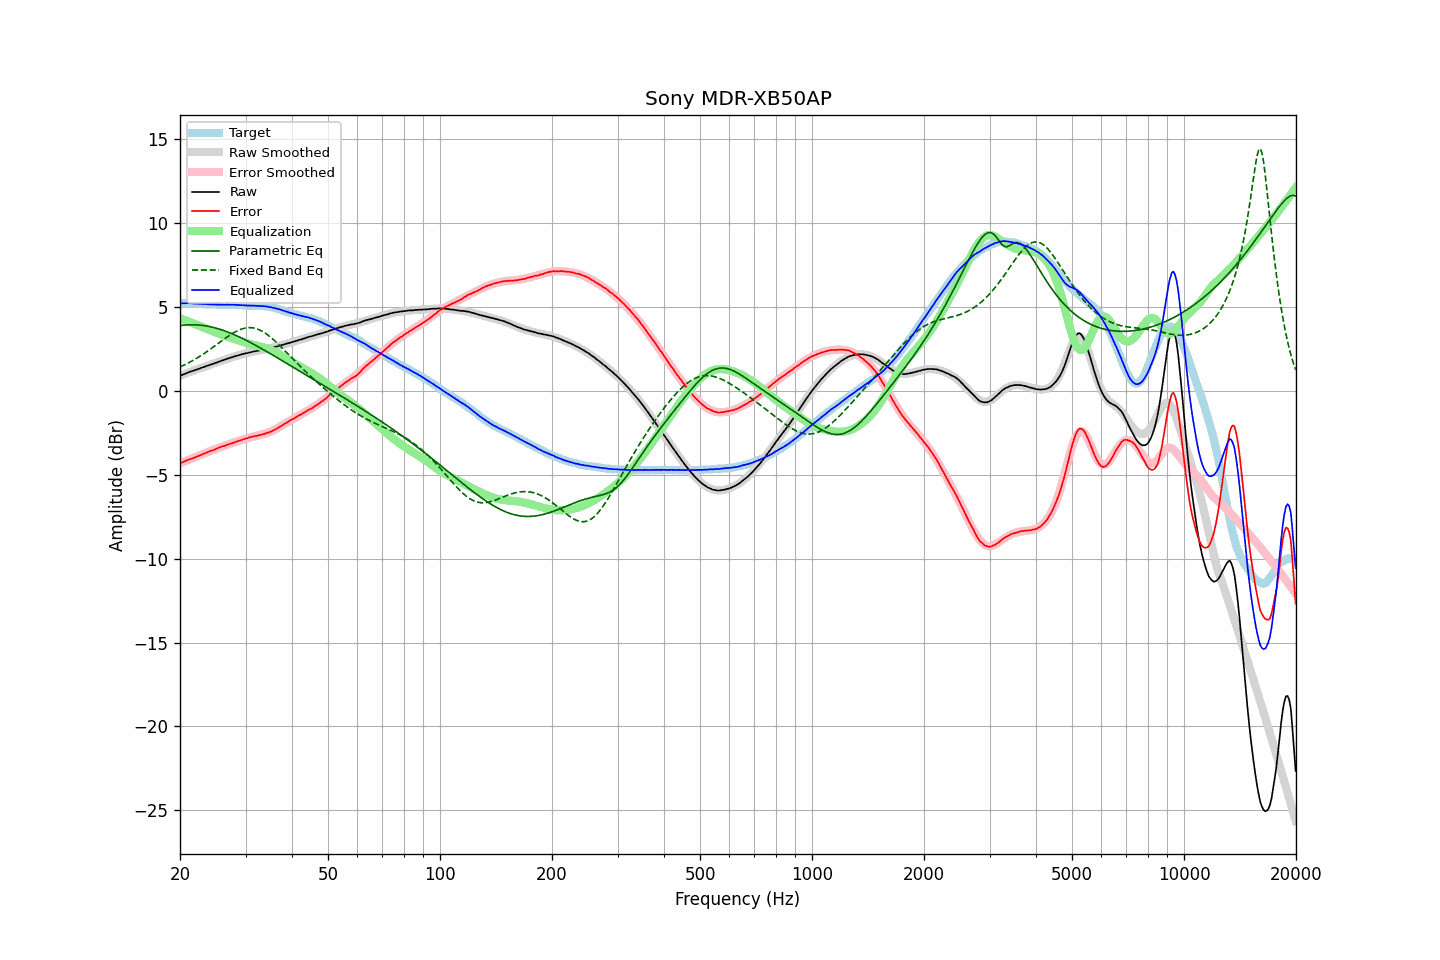 Sony MDR-XB50AP
Target
Raw Smoothed
Error Smoothed
Raw
Error
Equalization
Parametric Eq
Fixed Band Eq
Equalized
Amplitude (dBr)
15
10
5
0
−5
−10
−15
−20
−25
20 50 100 200 500 1000 2000 5000 10000 20000
Frequency (Hz)